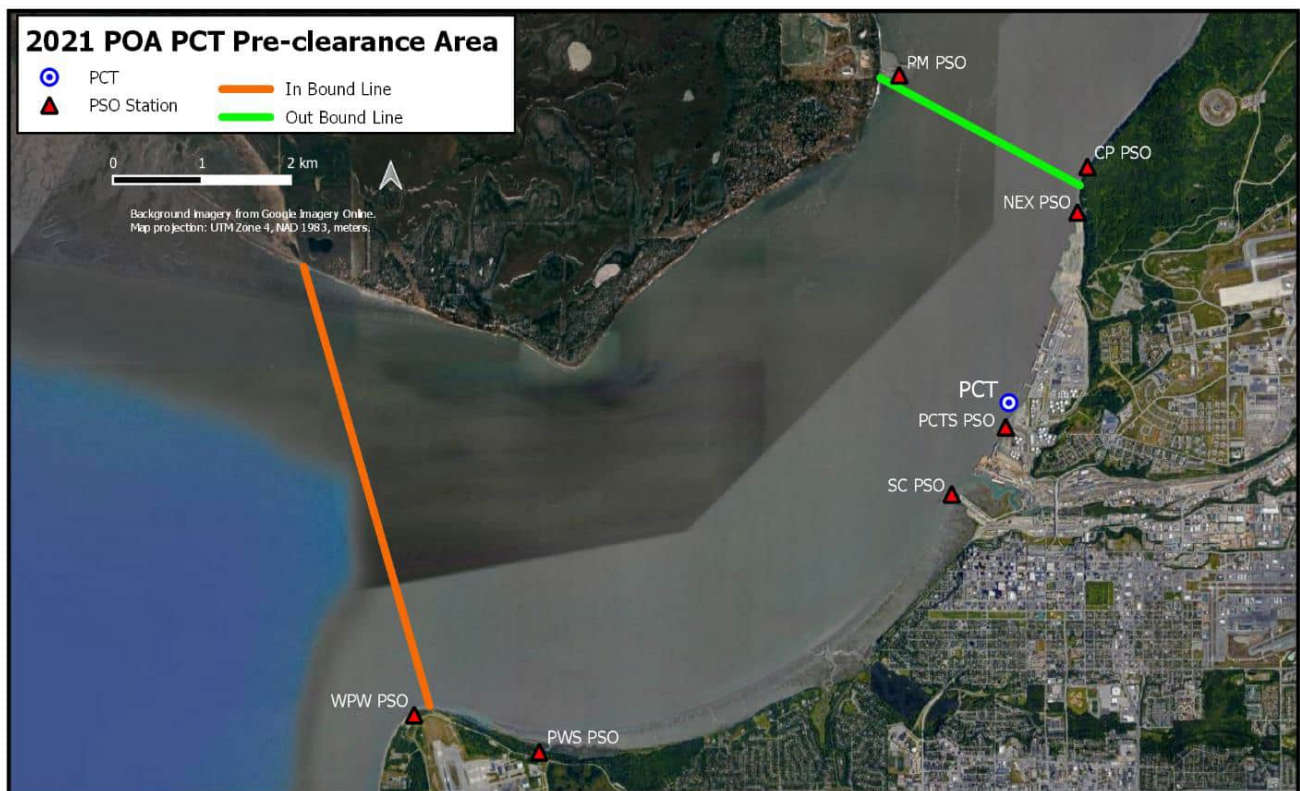 2021 POA PCT Pre-clearance Area
PCT
PSO Station
In Bound Line
Out Bound Line
0 1 2 km
Background imagery from Google Imagery Online.
Map projection: UTM Zone 4, NAD 1983, meters.
PM PSO
CP PSO
NEX PSO
PCT
PCTS PSO
SC PSO
WPW PSO
PWS PSO